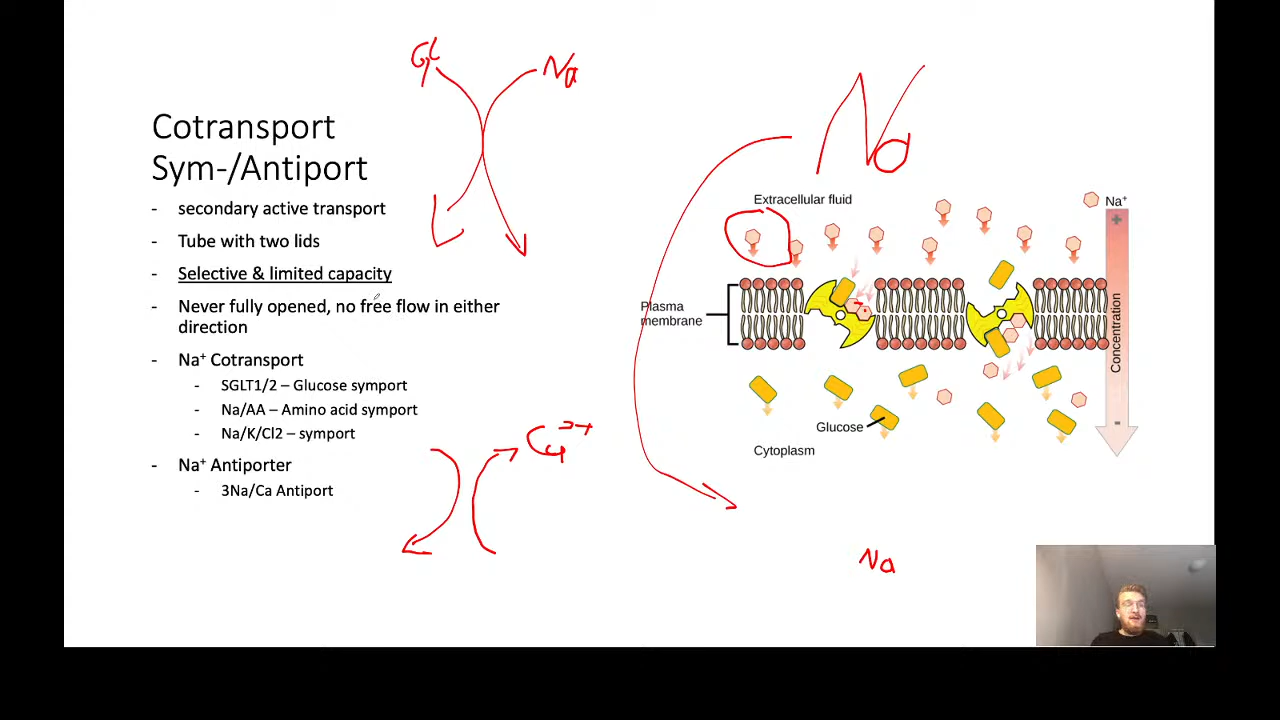 Gl
Na
Cotransport
Sym-/Antiport
- secondary active transport
- Tube with two lids
- Selective & limited capacity
- Never fully opened, no free flow in either
direction
- Na⁺ Cotransport
- SGLT1/2 – Glucose symport
- Na/AA – Amino acid symport
- Na/K/Cl2 – symport
- Na⁺ Antiporter
- 3Na/Ca Antiport
Ca²⁺
Na
Extracellular fluid
Na⁺
+
Plasma
membrane
Concentration
Glucose
-
Cytoplasm
Na